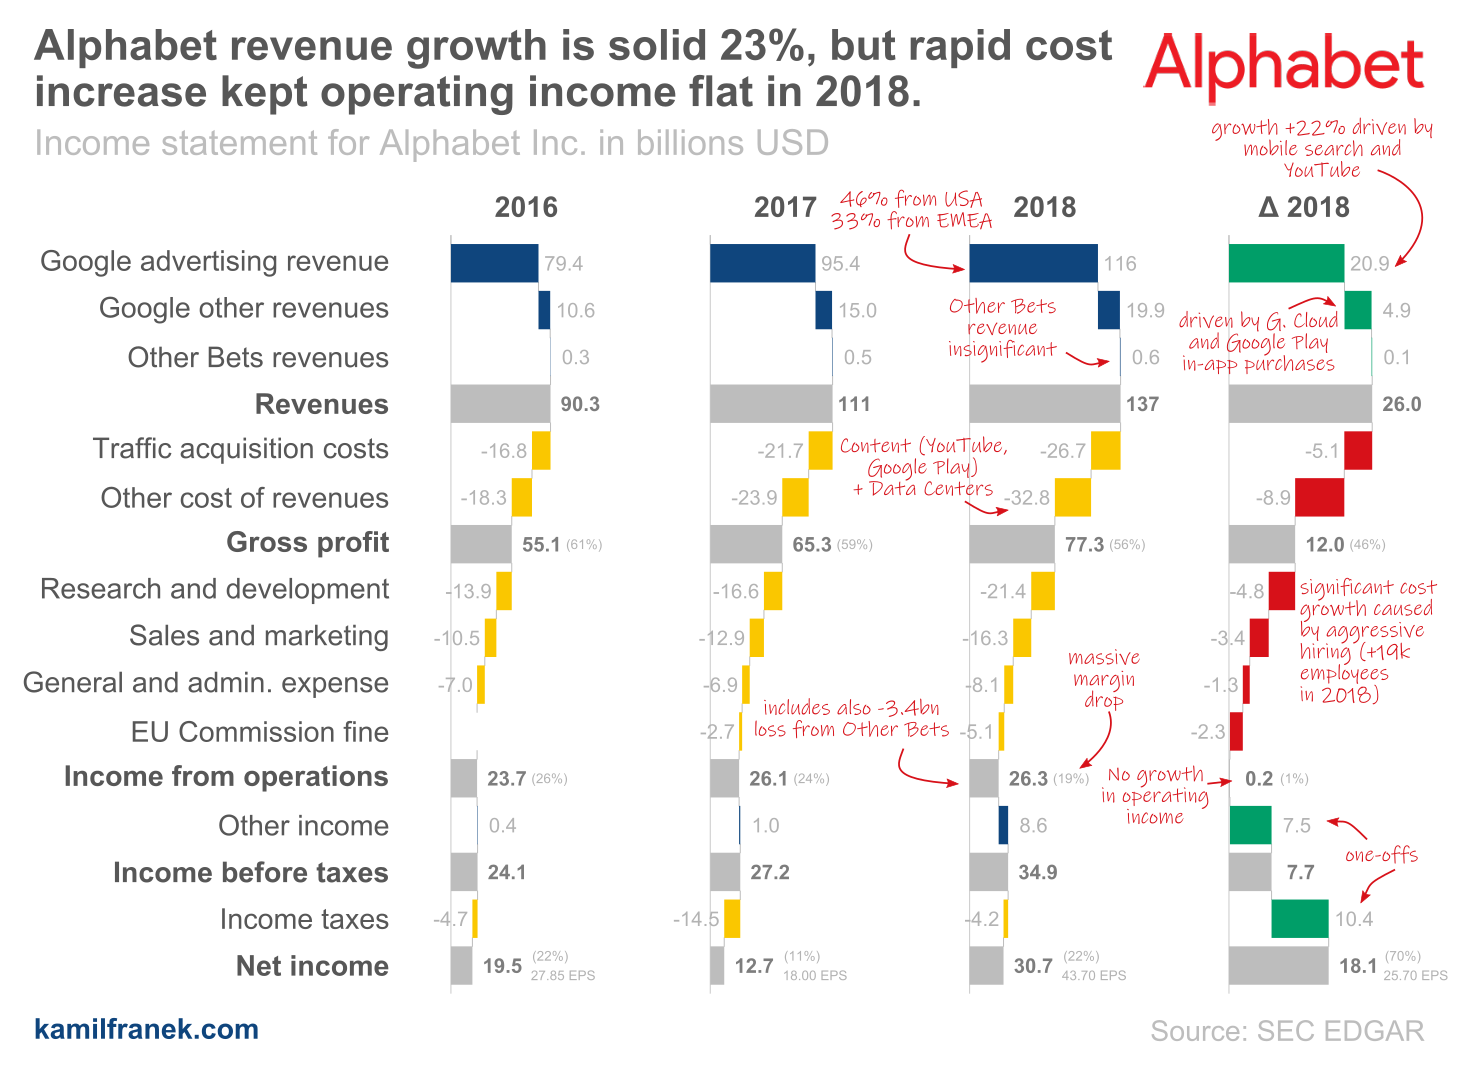 Alphabet revenue growth is solid 23%, but rapid cost
increase kept operating income flat in 2018.
Income statement for Alphabet Inc. in billions USD
Alphabet
growth +22% driven by
mobile search and
YouTube
2016 2017 2018 Δ 2018
46% from USA
33% from EMEA
Google advertising revenue 79.4 95.4 116 20.9
Google other revenues 10.6 15.0 19.9 4.9
Other Bets
revenue
insignificant
driven by G. Cloud
and Google Play
in-app purchases
Other Bets revenues 0.3 0.5 0.6 0.1
Revenues 90.3 111 137 26.0
Traffic acquisition costs -16.8 -21.7 -26.7 -5.1
Content (YouTube,
Google Play)
+ Data Centers
Other cost of revenues -18.3 -23.9 -32.8 -8.9
Gross profit 55.1 (61%) 65.3 (59%) 77.3 (56%) 12.0 (46%)
Research and development -13.9 -16.6 -21.4 -4.8
significant cost
growth caused
by aggressive
hiring (+19k
employees
in 2018)
Sales and marketing -10.5 -12.9 -16.3 -3.4
massive
margin
drop
General and admin. expense -7.0 -6.9 -8.1 -1.3
includes also -3.4bn
loss from Other Bets
EU Commission fine -2.7 -5.1 -2.3
Income from operations 23.7 (26%) 26.1 (24%) 26.3 (19%) 0.2 (1%)
No growth
in operating
income
Other income 0.4 1.0 8.6 7.5
one-offs
Income before taxes 24.1 27.2 34.9 7.7
Income taxes -4.7 -14.5 -4.2 10.4
Net income 19.5 (22%) 27.85 EPS 12.7 (11%) 18.00 EPS 30.7 (22%) 43.70 EPS 18.1 (70%) 25.70 EPS
kamilfranek.com
Source: SEC EDGAR